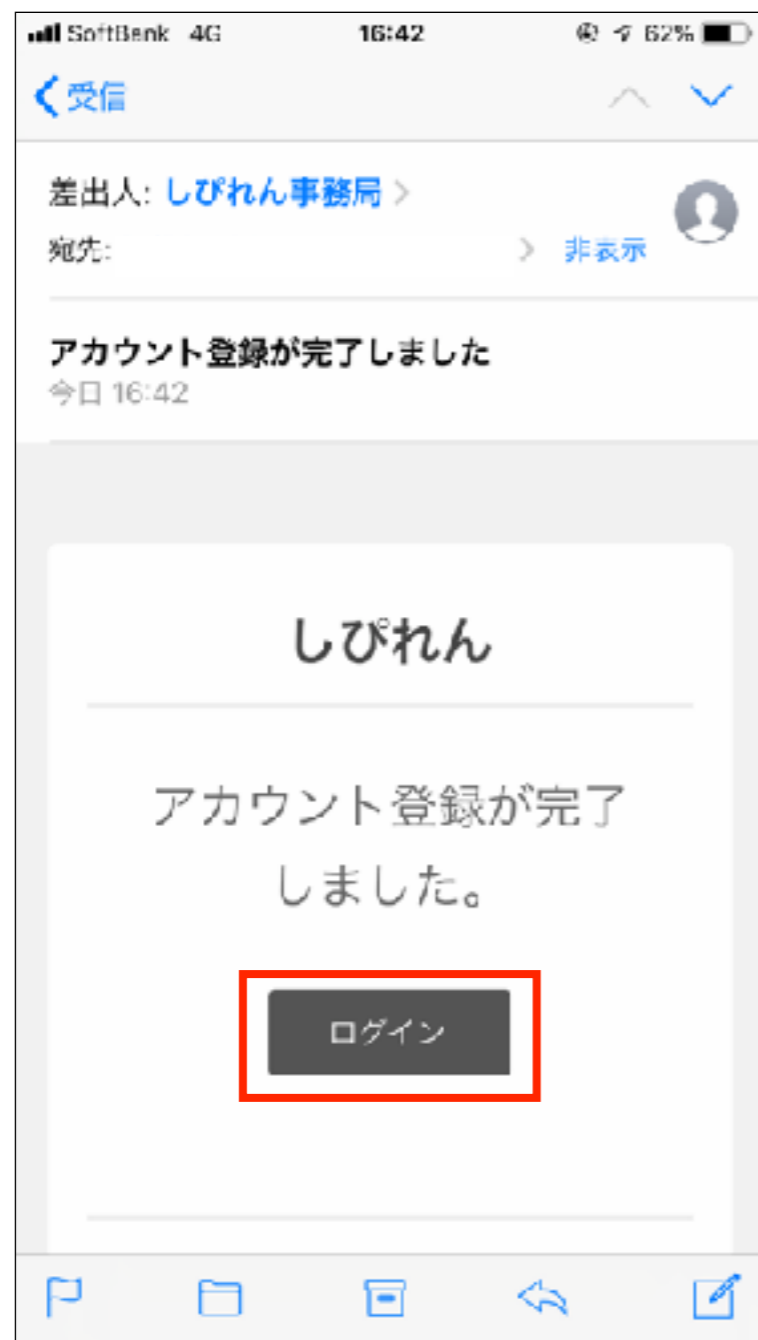 SoftBank 4G 16:42 62%
受信
差出人: しぴれん事務局
宛先: 非表示
アカウント登録が完了しました
今日 16:42
しぴれん
アカウント登録が完了
しました。
ログイン